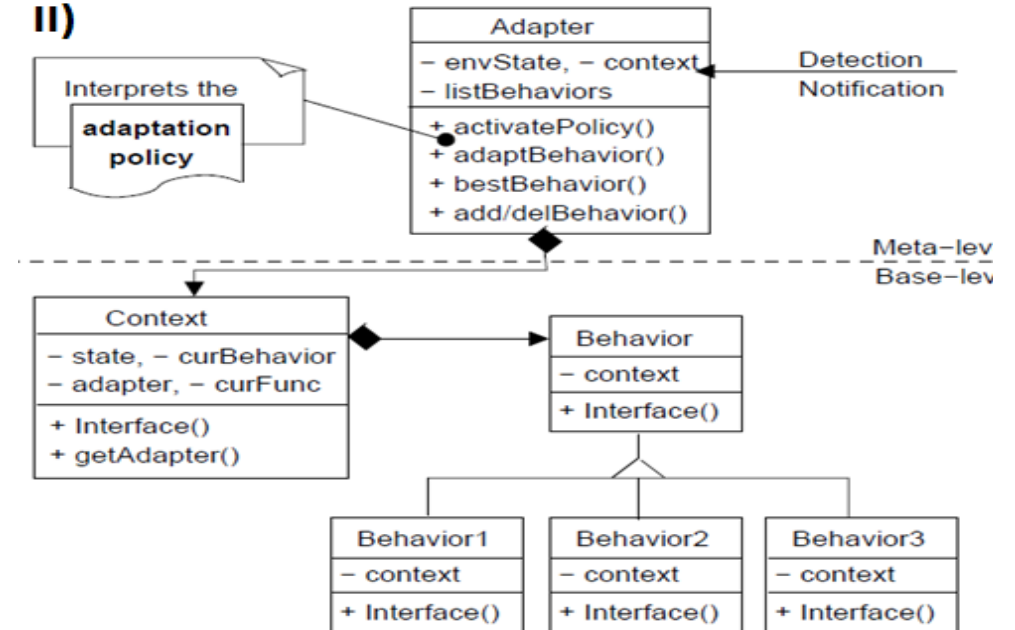 II)
Adapter
− envState, − context
− listBehaviors
+ activatePolicy()
+ adaptBehavior()
+ bestBehavior()
+ add/delBehavior()
Interprets the
adaptation
policy
Detection
Notification
Meta−lev
Base−lev
Context
− state, − curBehavior
− adapter, − curFunc
+ Interface()
+ getAdapter()
Behavior
− context
+ Interface()
Behavior1
− context
+ Interface()
Behavior2
− context
+ Interface()
Behavior3
− context
+ Interface()